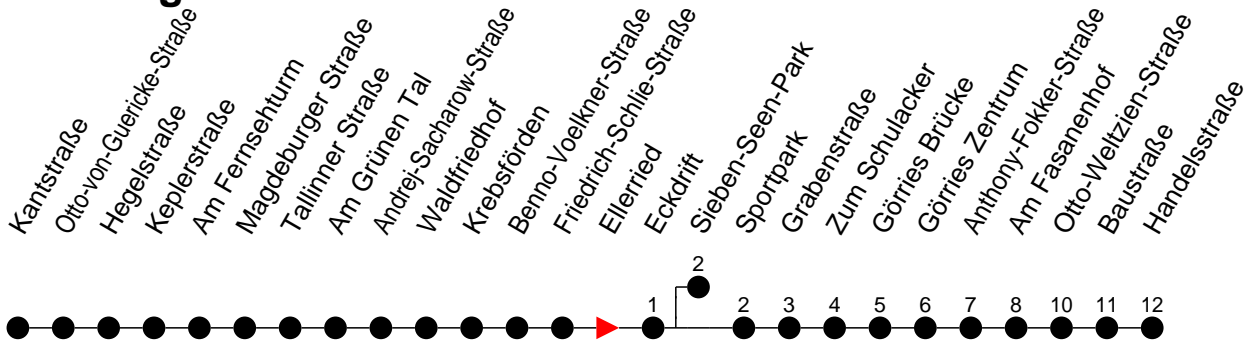 Kantstraße
Otto-von-Guericke-Straße
Hegelstraße
Keplerstraße
Am Fernsehturm
Magdeburger Straße
Tallinner Straße
Am Grünen Tal
Andrej-Sacharow-Straße
Waldfriedhof
Krebsförden
Benno-Voelkner-Straße
Friedrich-Schlie-Straße
Ellerried
Eckdrift
Sieben-Seen-Park
Sportpark
Grabenstraße
Zum Schulacker
Görries Brücke
Görries Zentrum
Anthony-Fokker-Straße
Am Fasanenhof
Otto-Weltzien-Straße
Baustraße
Handelsstraße
2
1 2 3 4 5 6 7 8 10 11 12